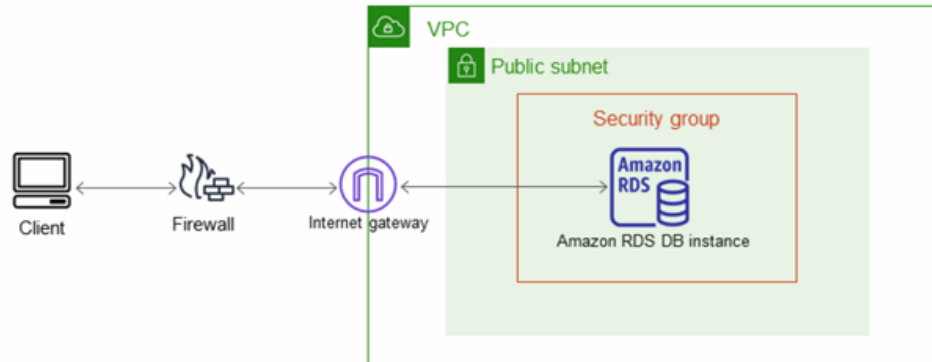 VPC
Public subnet
Security group
Amazon
RDS
Amazon RDS DB instance
Client
Firewall
Internet gateway